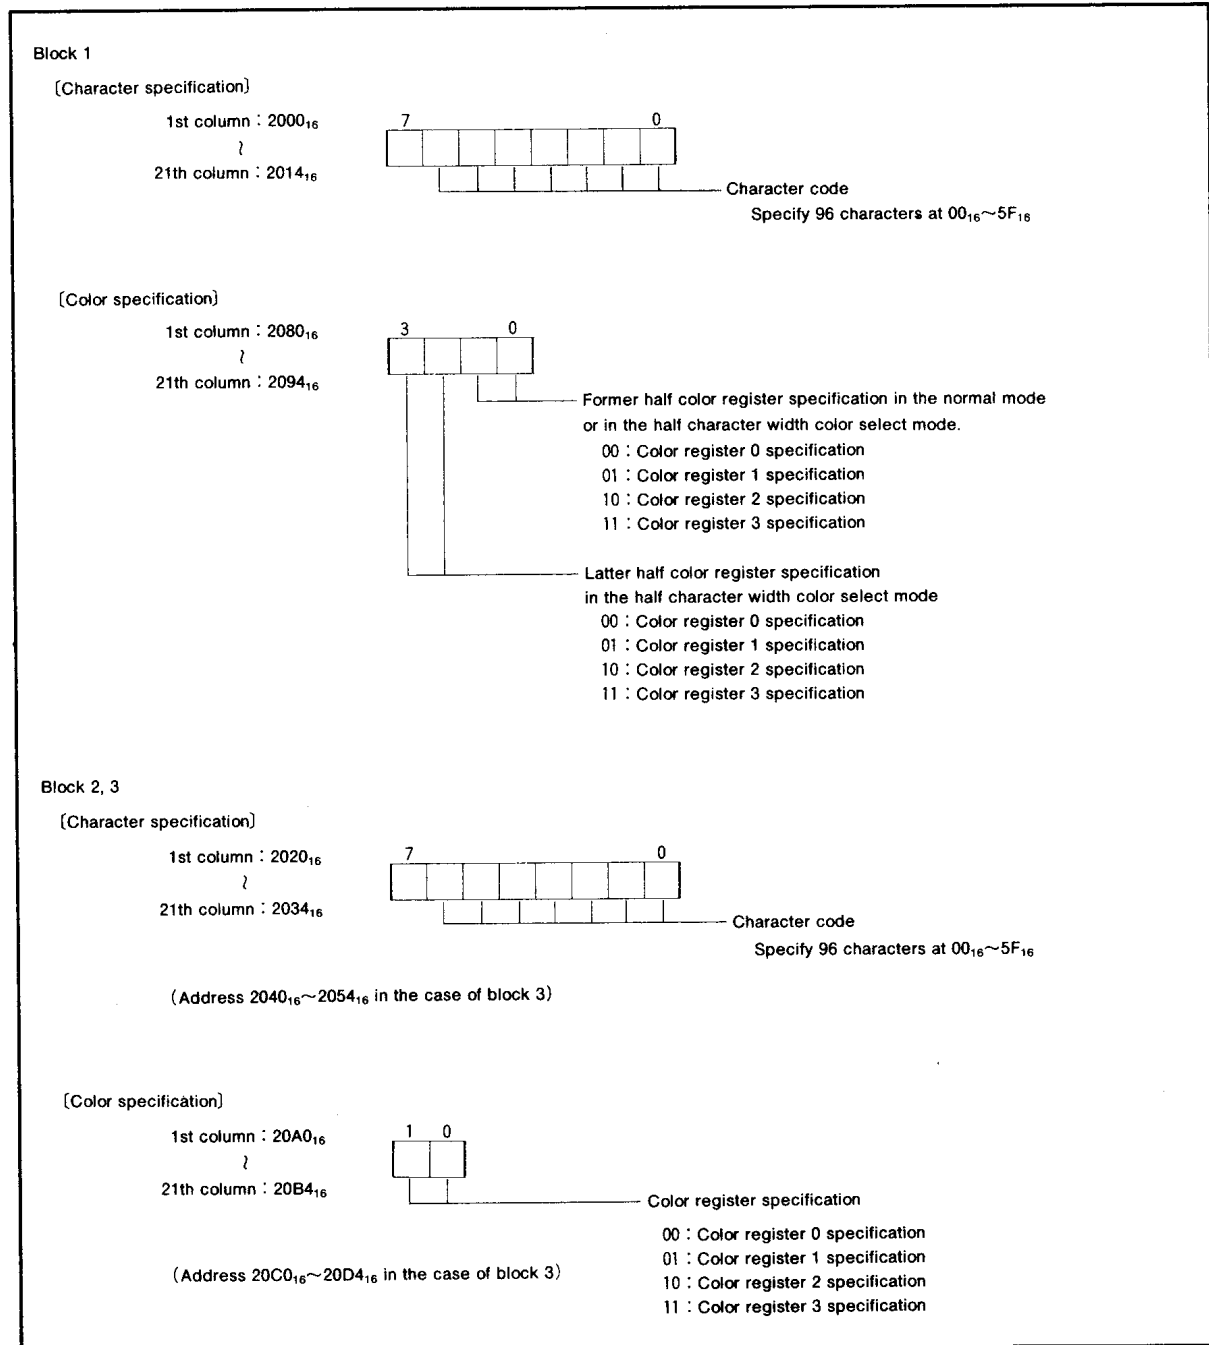 Block 1
〔Character specification〕
1st column : 2000₁₆
7 0
≀
21th column : 2014₁₆
Character code
Specify 96 characters at 00₁₆~5F₁₆
〔Color specification〕
1st column : 2080₁₆
3 0
≀
21th column : 2094₁₆
Former half color register specification in the normal mode
or in the half character width color select mode.
00 : Color register 0 specification
01 : Color register 1 specification
10 : Color register 2 specification
11 : Color register 3 specification
Latter half color register specification
in the half character width color select mode
00 : Color register 0 specification
01 : Color register 1 specification
10 : Color register 2 specification
11 : Color register 3 specification
Block 2, 3
〔Character specification〕
1st column : 2020₁₆
7 0
≀
21th column : 2034₁₆
Character code
Specify 96 characters at 00₁₆~5F₁₆
(Address 2040₁₆~2054₁₆ in the case of block 3)
〔Color specification〕
1st column : 20A0₁₆
1 0
≀
21th column : 20B4₁₆
Color register specification
00 : Color register 0 specification
01 : Color register 1 specification
(Address 20C0₁₆~20D4₁₆ in the case of block 3)
10 : Color register 2 specification
11 : Color register 3 specification